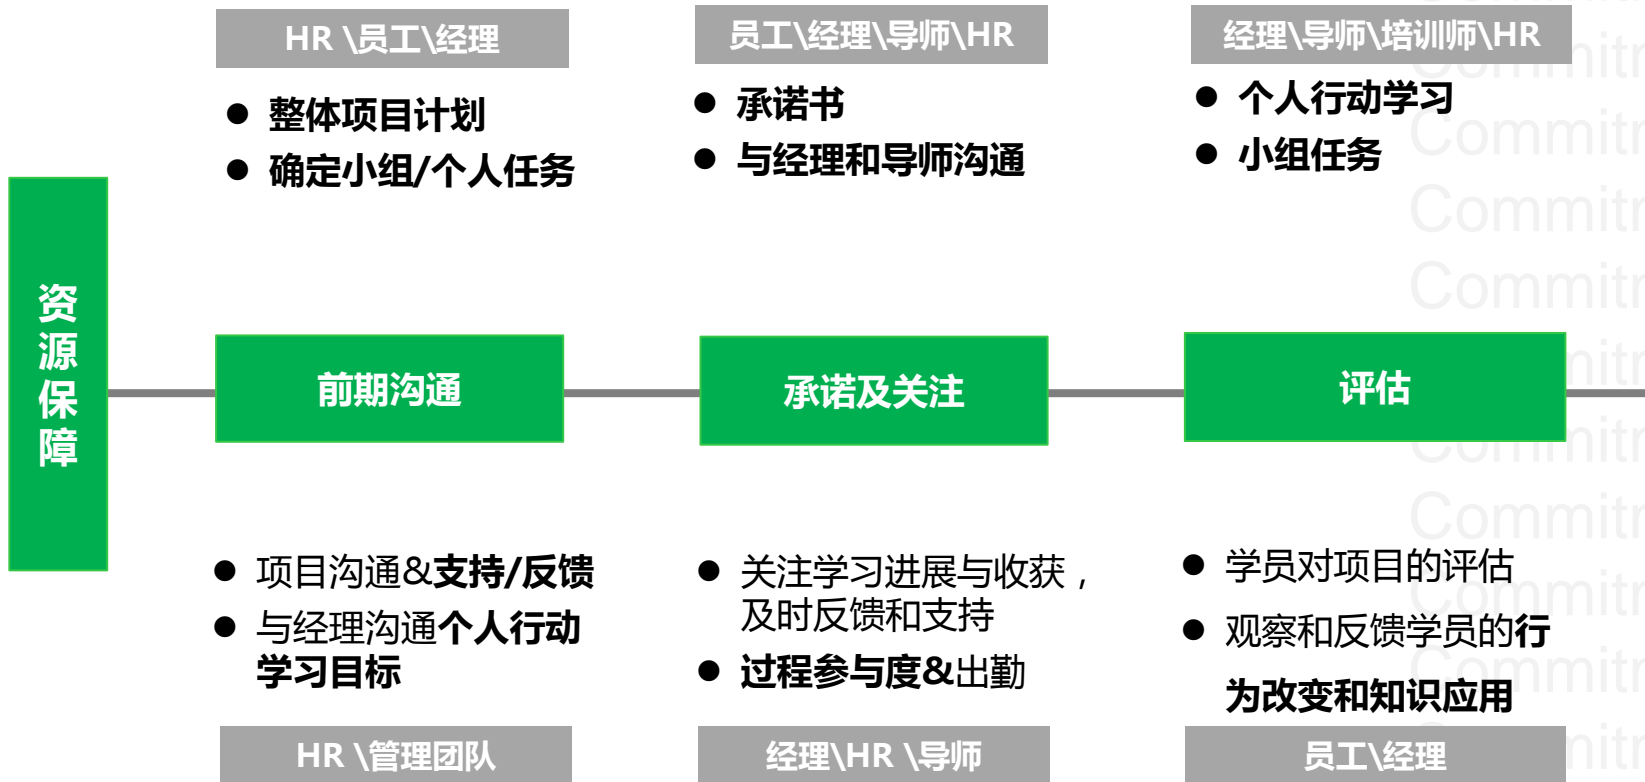 HR \员工\经理
员工\经理\导师\HR
经理\导师\培训师\HR
● 整体项目计划
● 确定小组/个人任务
● 承诺书
● 与经理和导师沟通
● 个人行动学习
● 小组任务
资
源
保
障
前期沟通
承诺及关注
评估
● 项目沟通&支持/反馈
● 与经理沟通个人行动
学习目标
● 关注学习进展与收获，
及时反馈和支持
● 过程参与度&出勤
● 学员对项目的评估
● 观察和反馈学员的行
为改变和知识应用
HR \管理团队
经理\HR \导师
员工\经理